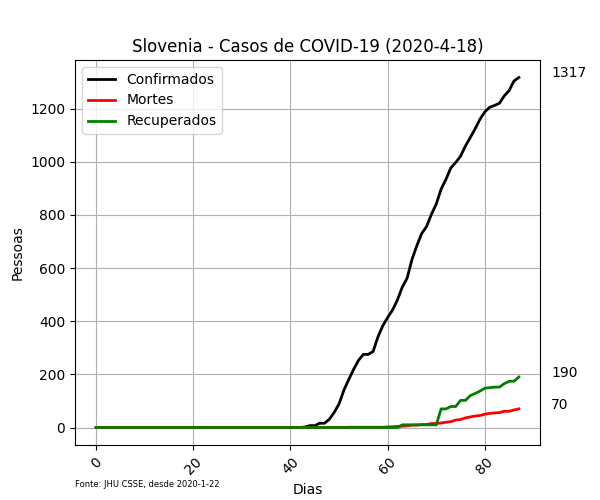 Slovenia - Casos de COVID-19 (2020-4-18)
Confirmados
Mortes
Recuperados
1317
190
70
Pessoas
1200
1000
800
600
400
200
0
0
20
40
60
80
Dias
Fonte: JHU CSSE, desde 2020-1-22